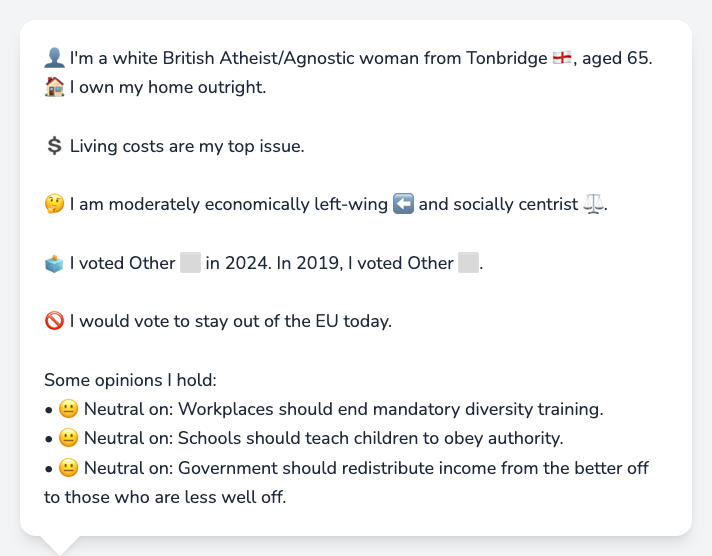 👤 I'm a white British Atheist/Agnostic woman from Tonbridge 🏴󠁧󠁢󠁥󠁮󠁧󠁿, aged 65.
🏠 I own my home outright.
💲 Living costs are my top issue.
🤔 I am moderately economically left-wing ⬅️ and socially centrist ⚖️.
🗳️ I voted Other ⬜ in 2024. In 2019, I voted Other ⬜.
🚫 I would vote to stay out of the EU today.
Some opinions I hold:
• 😐 Neutral on: Workplaces should end mandatory diversity training.
• 😐 Neutral on: Schools should teach children to obey authority.
• 😐 Neutral on: Government should redistribute income from the better off
to those who are less well off.